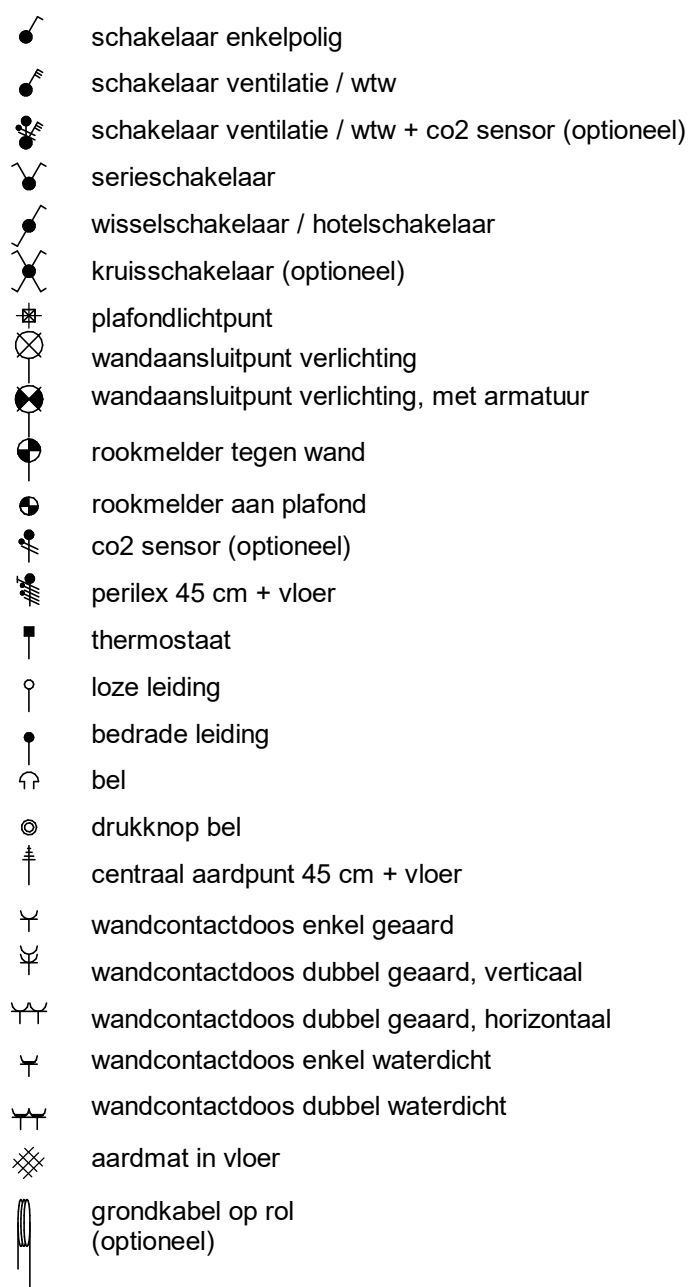 schakelaar enkelpolig
schakelaar ventilatie / wtw
schakelaar ventilatie / wtw + co2 sensor (optioneel)
serieschakelaar
wisselschakelaar / hotelschakelaar
kruisschakelaar (optioneel)
plafondlichtpunt
wandaansluitpunt verlichting
wandaansluitpunt verlichting, met armatuur
rookmelder tegen wand
rookmelder aan plafond
co2 sensor (optioneel)
perilex 45 cm + vloer
thermostaat
loze leiding
bedrade leiding
bel
drukknop bel
centraal aardpunt 45 cm + vloer
wandcontactdoos enkel geaard
wandcontactdoos dubbel geaard, verticaal
wandcontactdoos dubbel geaard, horizontaal
wandcontactdoos enkel waterdicht
wandcontactdoos dubbel waterdicht
aardmat in vloer
grondkabel op rol
(optioneel)